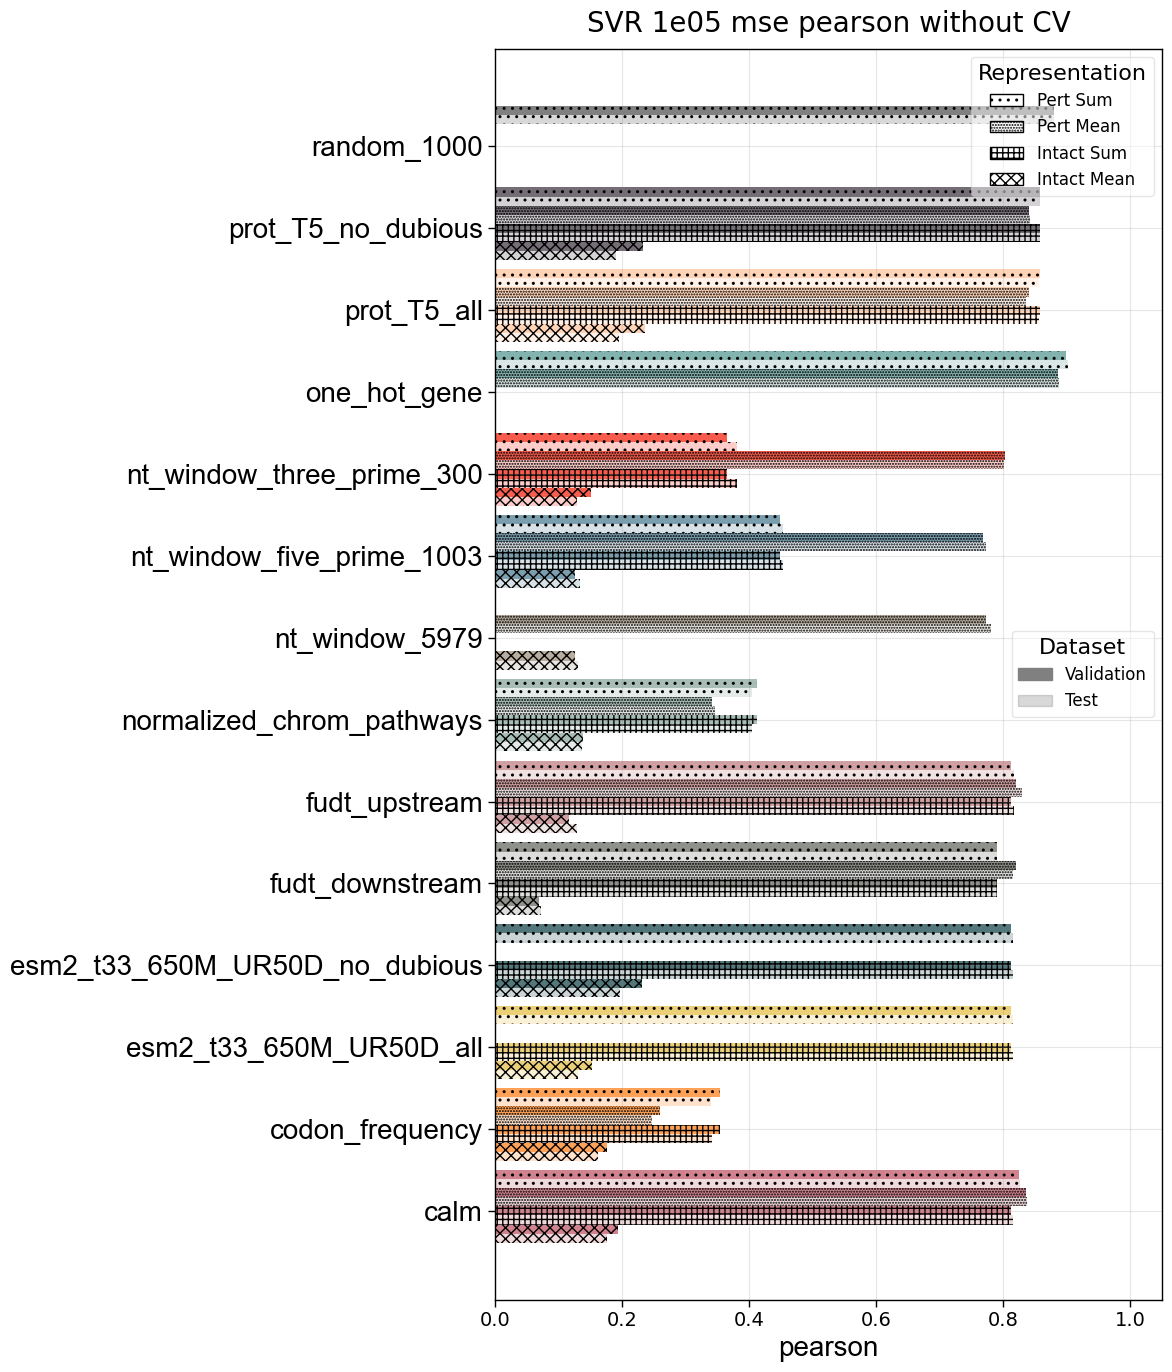 SVR 1e05 mse pearson without CV
Representation
Pert Sum
Pert Mean
Intact Sum
Intact Mean
random_1000
prot_T5_no_dubious
prot_T5_all
one_hot_gene
nt_window_three_prime_300
nt_window_five_prime_1003
nt_window_5979
Dataset
Validation
Test
normalized_chrom_pathways
fudt_upstream
fudt_downstream
esm2_t33_650M_UR50D_no_dubious
esm2_t33_650M_UR50D_all
codon_frequency
calm
0.0 0.2 0.4 0.6 0.8 1.0
pearson